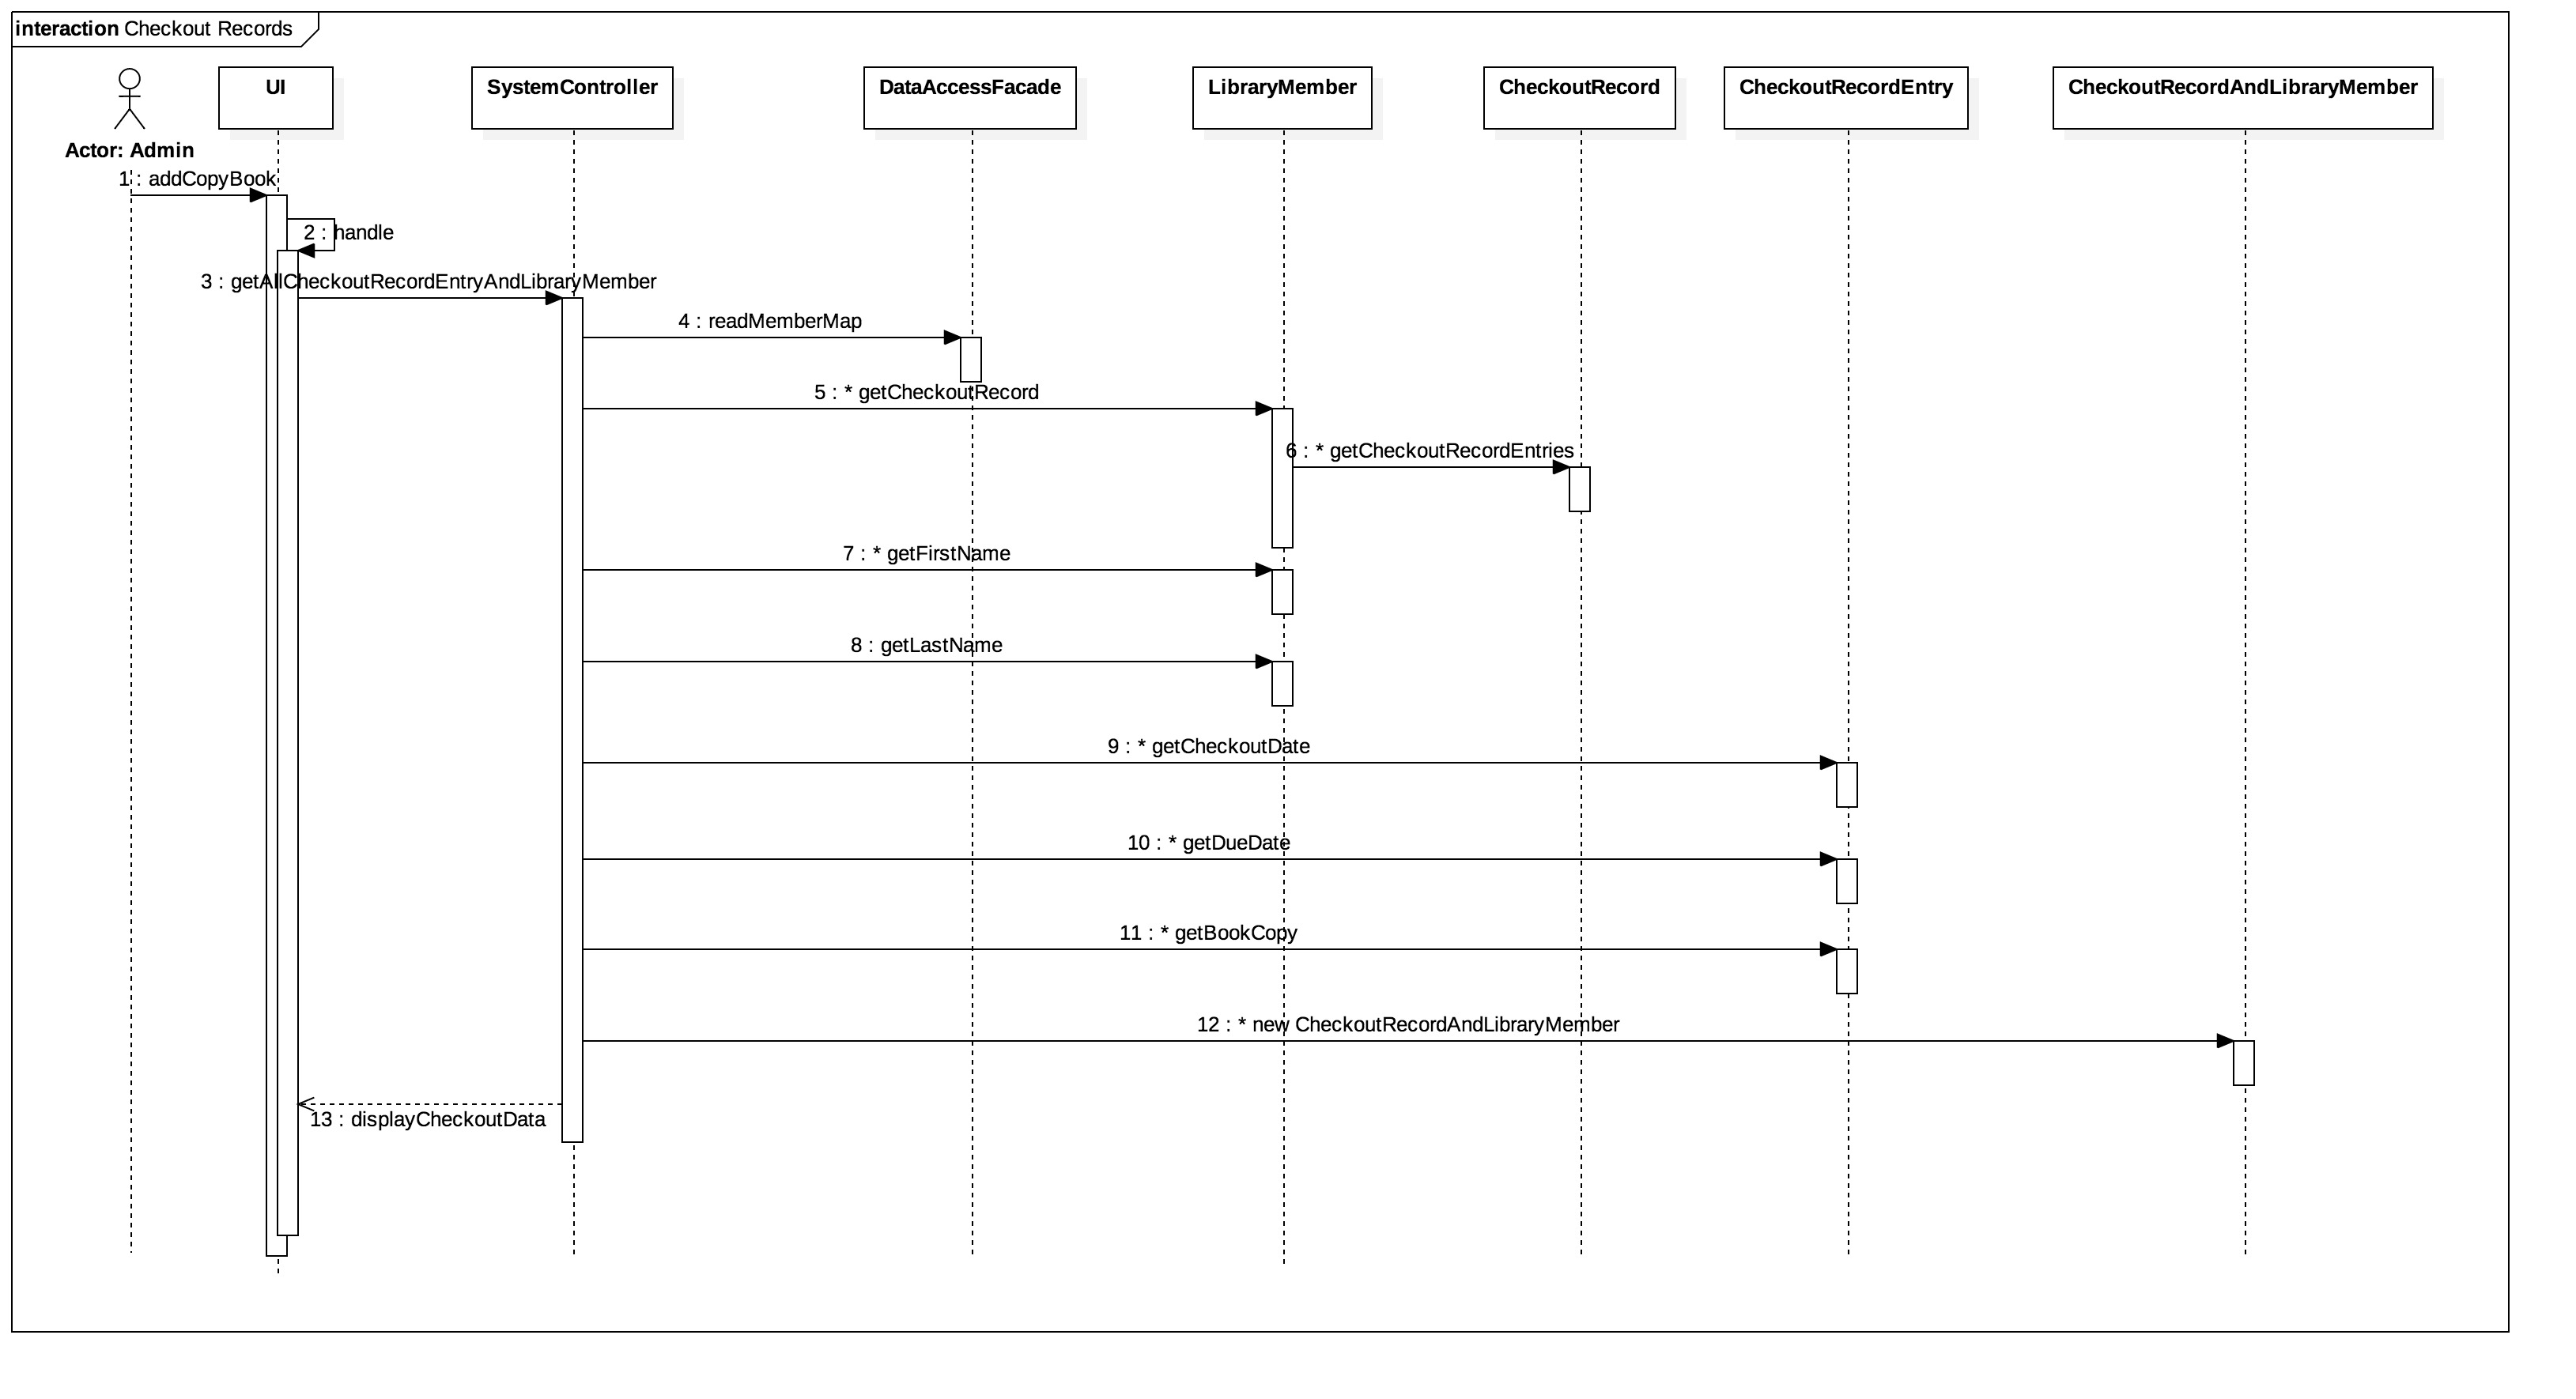 interaction Checkout Records
UI
SystemController
DataAccessFacade
LibraryMember
CheckoutRecord
CheckoutRecordEntry
CheckoutRecordAndLibraryMember
Actor: Admin
1 : addCopyBook
2 : handle
3 : getAllCheckoutRecordEntryAndLibraryMember
4 : readMemberMap
5 : * getCheckoutRecord
6 : * getCheckoutRecordEntries
7 : * getFirstName
8 : getLastName
9 : * getCheckoutDate
10 : * getDueDate
11 : * getBookCopy
12 : * new CheckoutRecordAndLibraryMember
13 : displayCheckoutData